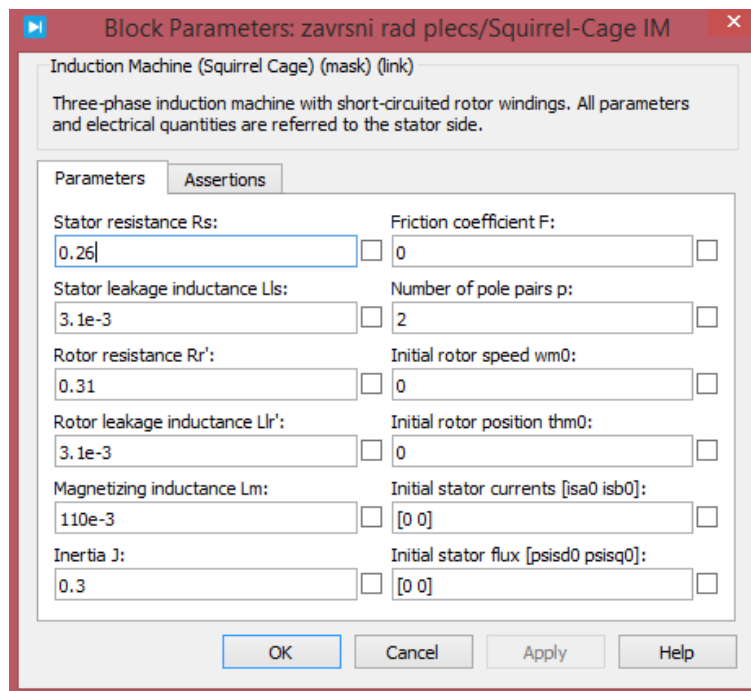 Block Parameters: zavrsni rad plecs/Squirrel-Cage IM
Induction Machine (Squirrel Cage) (mask) (link)
Three-phase induction machine with short-circuited rotor windings. All parameters
and electrical quantities are referred to the stator side.
Parameters
Assertions
Stator resistance Rs:
0.26
Stator leakage inductance Lls:
3.1e-3
Rotor resistance Rr':
0.31
Rotor leakage inductance Llr':
3.1e-3
Magnetizing inductance Lm:
110e-3
Inertia J:
0.3
Friction coefficient F:
0
Number of pole pairs p:
2
Initial rotor speed wm0:
0
Initial rotor position thm0:
0
Initial stator currents [isa0 isb0]:
[0 0]
Initial stator flux [psisd0 psisq0]:
[0 0]
OK
Cancel
Apply
Help